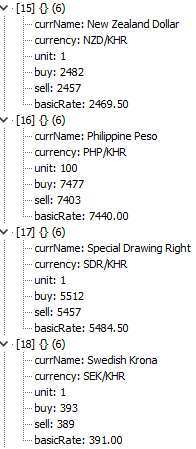 [15] {} (6)
currName: New Zealand Dollar
currency: NZD/KHR
unit: 1
buy: 2482
sell: 2457
basicRate: 2469.50
[16] {} (6)
currName: Philippine Peso
currency: PHP/KHR
unit: 100
buy: 7477
sell: 7403
basicRate: 7440.00
[17] {} (6)
currName: Special Drawing Right
currency: SDR/KHR
unit: 1
buy: 5512
sell: 5457
basicRate: 5484.50
[18] {} (6)
currName: Swedish Krona
currency: SEK/KHR
unit: 1
buy: 393
sell: 389
basicRate: 391.00